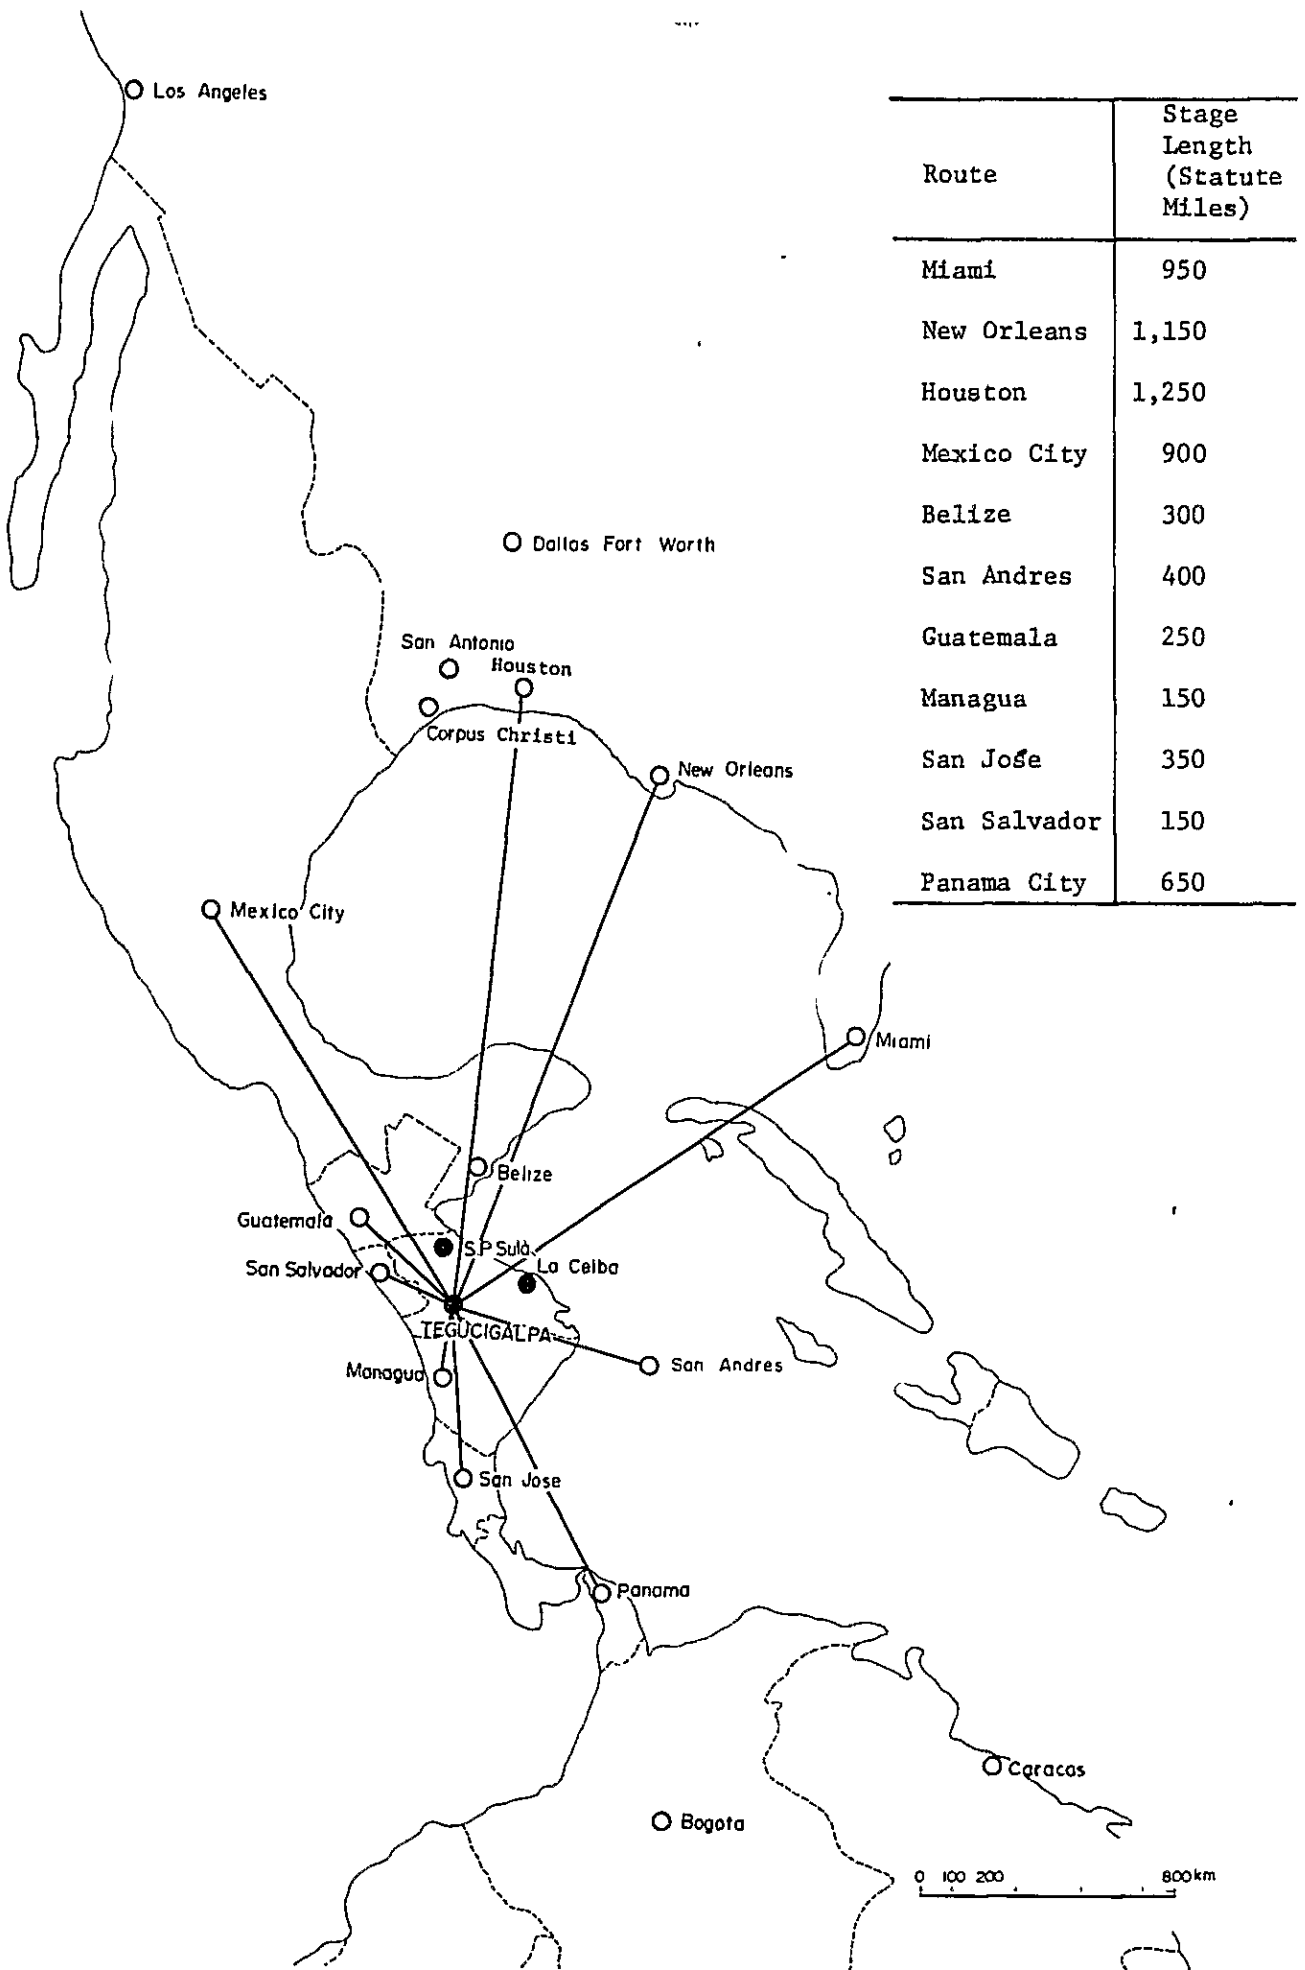 Los Angeles
Route
Stage
Length
(Statute
Miles)
Miami 950
New Orleans 1,150
Houston 1,250
Mexico City 900
Belize 300
San Andres 400
Guatemala 250
Managua 150
San Jose 350
San Salvador 150
Panama City 650
Dallas Fort Worth
San Antonio
Houston
Corpus Christi
New Orleans
Mexico City
Miami
Belize
Guatemala
S.P Sula
La Ceiba
San Salvador
TEGUCIGALPA
San Andres
Managua
San Jose
Panama
Caracas
Bogota
0 100 200 800km